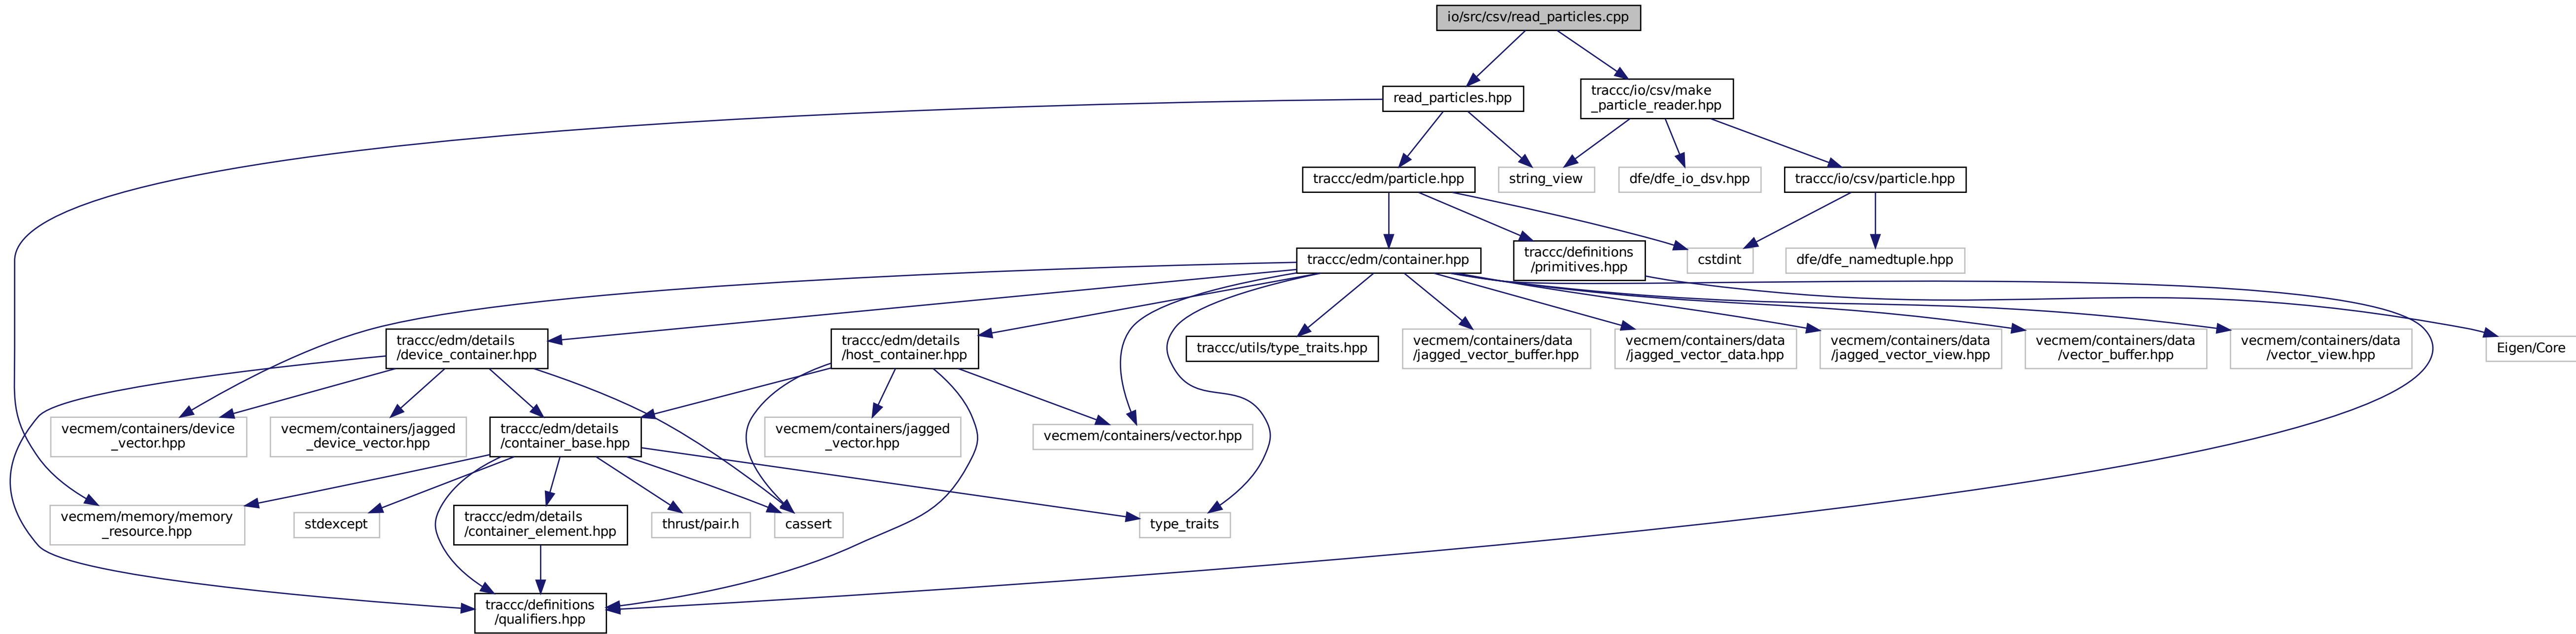 io/src/csv/read_particles.cpp
read_particles.hpp
traccc/io/csv/make
_particle_reader.hpp
traccc/edm/particle.hpp
string_view
dfe/dfe_io_dsv.hpp
traccc/io/csv/particle.hpp
traccc/edm/container.hpp
traccc/definitions
/primitives.hpp
cstdint
dfe/dfe_namedtuple.hpp
traccc/edm/details
/device_container.hpp
traccc/edm/details
/host_container.hpp
traccc/utils/type_traits.hpp
vecmem/containers/data
/jagged_vector_buffer.hpp
vecmem/containers/data
/jagged_vector_data.hpp
vecmem/containers/data
/jagged_vector_view.hpp
vecmem/containers/data
/vector_buffer.hpp
vecmem/containers/data
/vector_view.hpp
Eigen/Core
vecmem/containers/device
_vector.hpp
vecmem/containers/jagged
_device_vector.hpp
traccc/edm/details
/container_base.hpp
vecmem/containers/jagged
_vector.hpp
vecmem/containers/vector.hpp
vecmem/memory/memory
_resource.hpp
stdexcept
traccc/edm/details
/container_element.hpp
thrust/pair.h
cassert
type_traits
traccc/definitions
/qualifiers.hpp